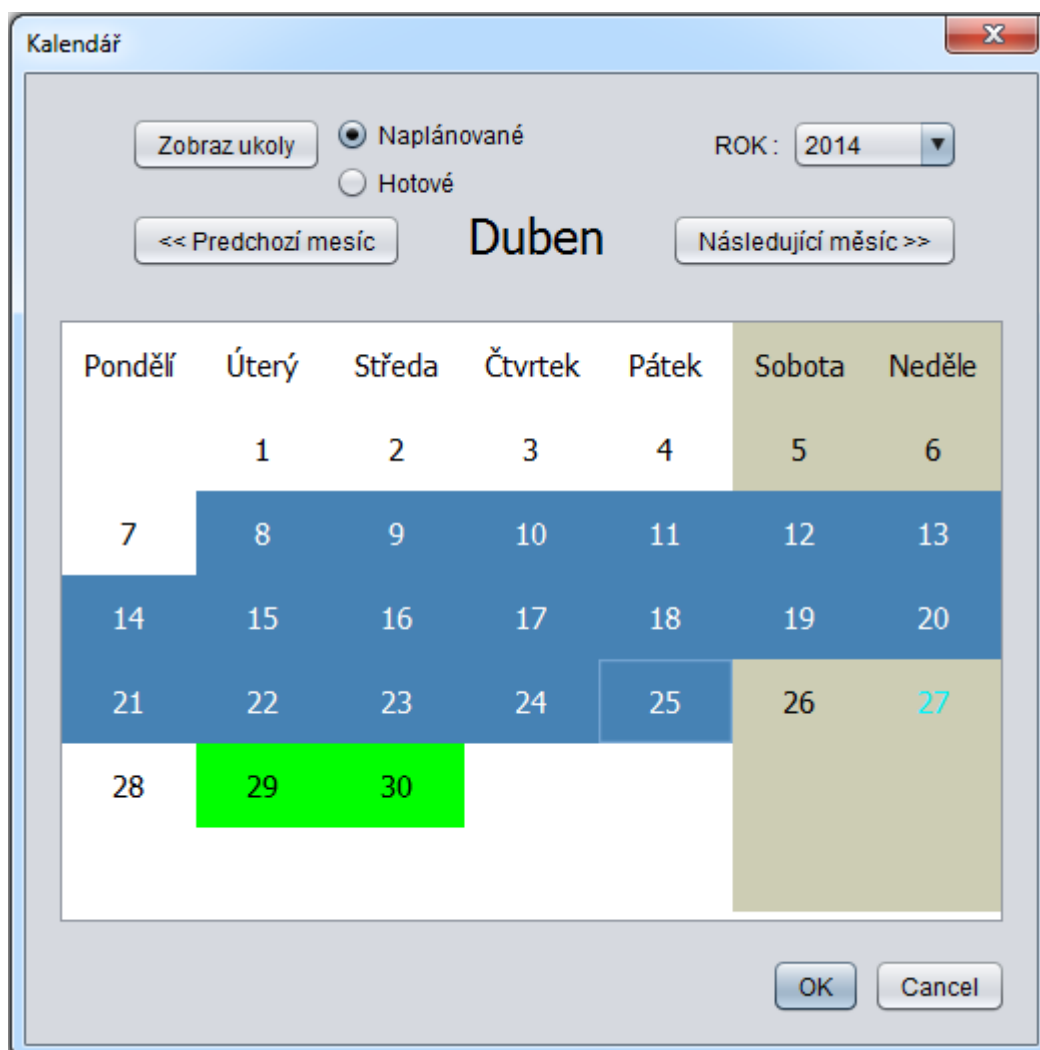 Kalendář
Zobraz ukoly
Naplánované
ROK :
2014
Hotové
<< Predchozí mesíc
Duben
Následující měsíc >>
Pondělí Úterý Středa Čtvrtek Pátek Sobota Neděle
1 2 3 4 5 6
7 8 9 10 11 12 13
14 15 16 17 18 19 20
21 22 23 24 25 26 27
28 29 30
OK Cancel